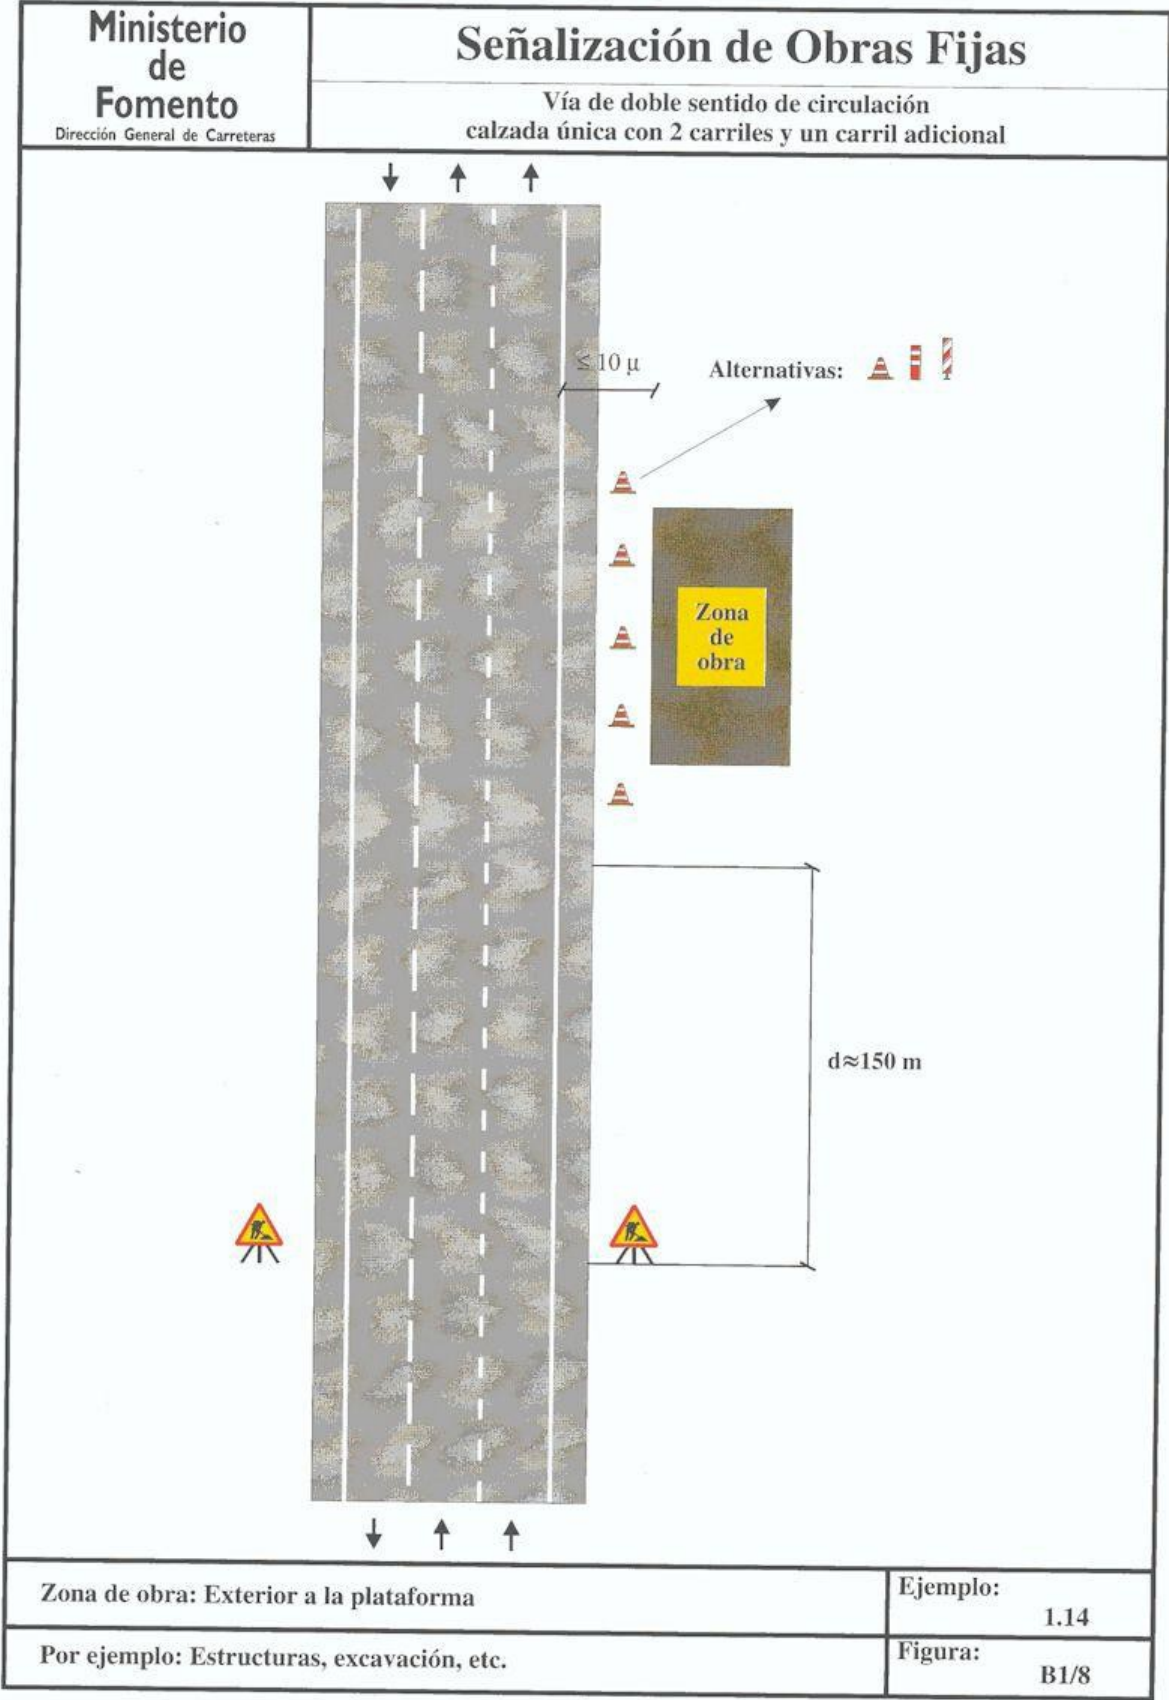 Ministerio
de
Fomento
Dirección General de Carreteras
Señalización de Obras Fijas
Vía de doble sentido de circulación
calzada única con 2 carriles y un carril adicional
≤ 10 µ
Alternativas:
Zona
de
obra
d≈150 m
Zona de obra: Exterior a la plataforma
Ejemplo:
1.14
Por ejemplo: Estructuras, excavación, etc.
Figura:
B1/8